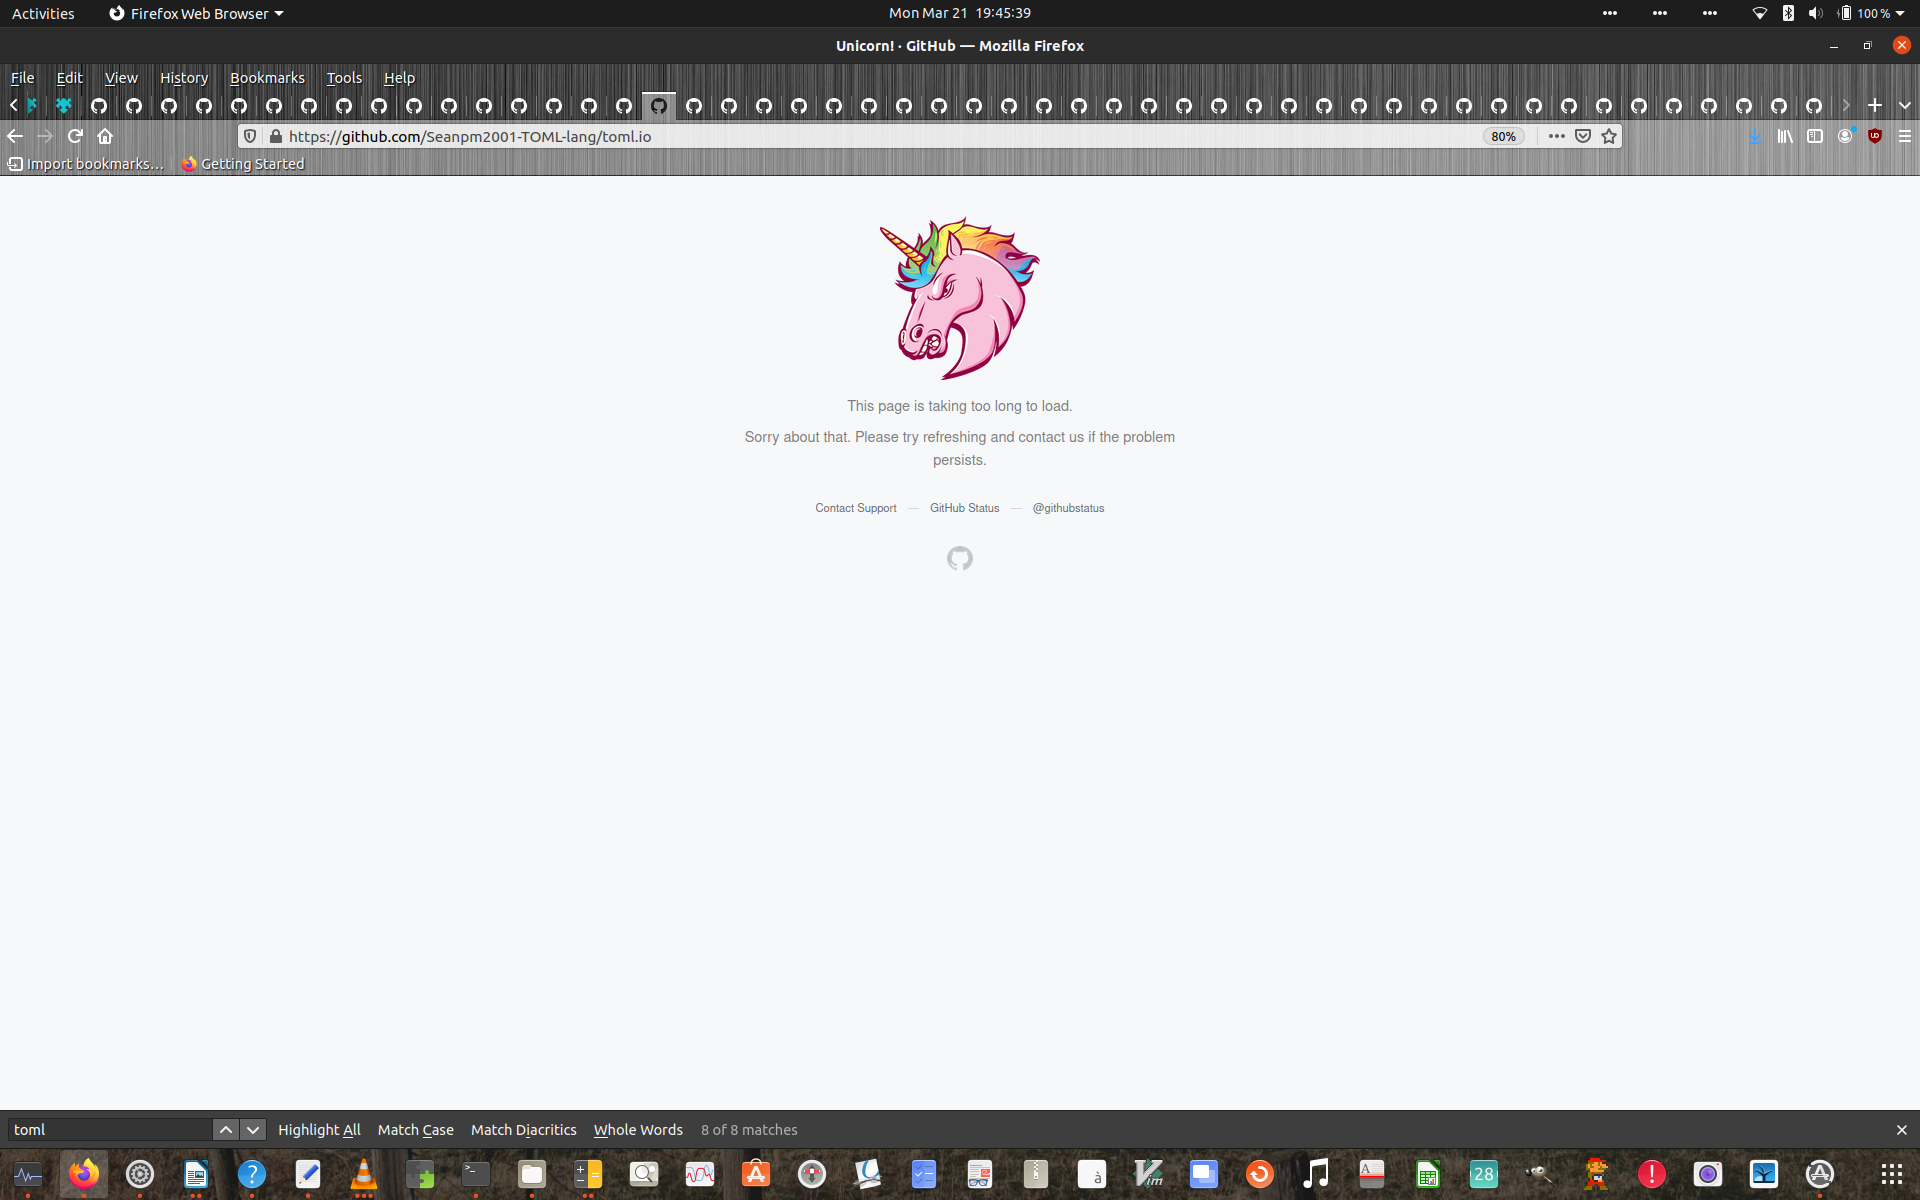 Activities
Firefox Web Browser
Mon Mar 21 19:45:39
100 %
Unicorn! · GitHub — Mozilla Firefox
File Edit View History Bookmarks Tools Help
https://github.com/Seanpm2001-TOML-lang/toml.io
80%
Import bookmarks…
Getting Started
This page is taking too long to load.
Sorry about that. Please try refreshing and contact us if the problem
persists.
Contact Support — GitHub Status — @githubstatus
toml
Highlight All
Match Case
Match Diacritics
Whole Words
8 of 8 matches
28